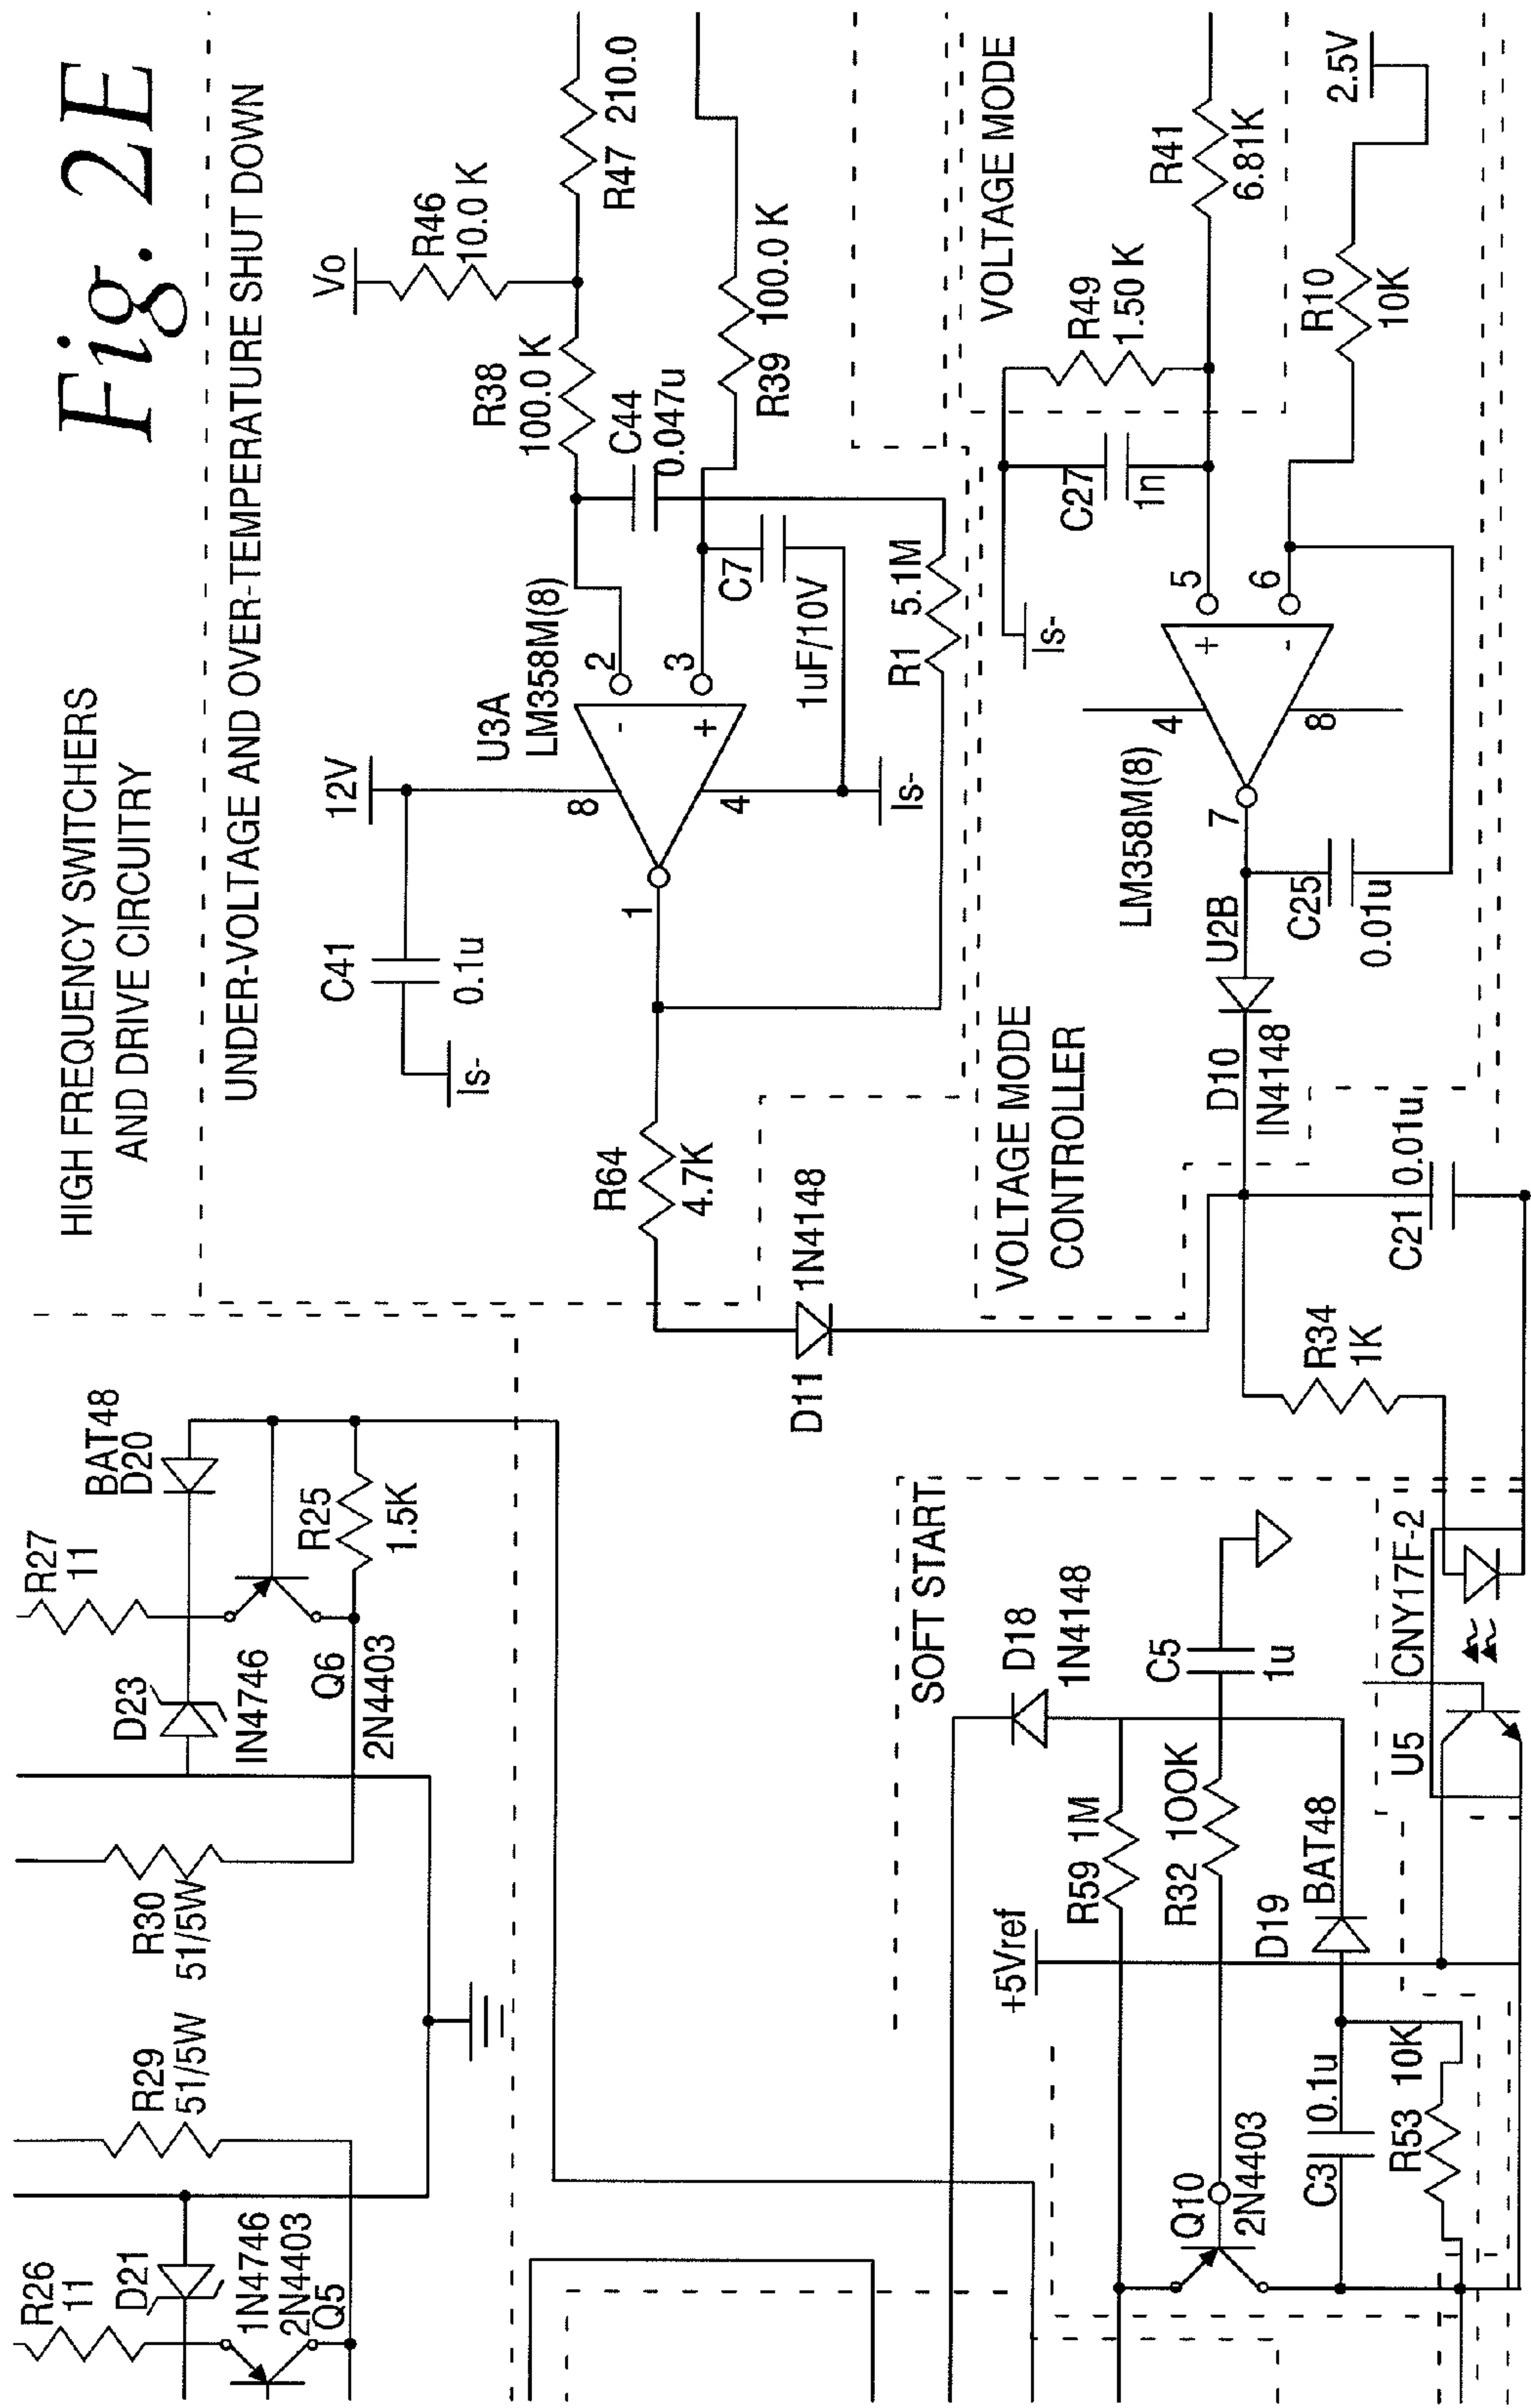 Fig. 2E
HIGH FREQUENCY SWITCHERS
AND DRIVE CIRCUITRY
UNDER-VOLTAGE AND OVER-TEMPERATURE SHUT DOWN
Vo
R46
10.0 K
R47 210.0
R38
100.0 K
C44
0.047u
R39 100.0 K
12V
C41
0.1u
Is-
U3A
LM358M(8)
2
3
-
+
8
4
1
C7
1uF/10V
Is-
R1 5.1M
R64
4.7K
D11 1N4148
VOLTAGE MODE
R41
6.81K
R49
1.50 K
2.5V
R10
10K
C27
1n
Is-
5
6
+
-
4
8
7
LM358M(8)
U2B
C25
0.01u
VOLTAGE MODE
CONTROLLER
D10
IN4148
C21 0.01u
R34
1K
R27
11
BAT48
D20
R25
1.5K
D23
IN4746
Q6
2N4403
R30
51/5W
R29
51/5W
R26
11
D21
1N4746
2N4403
Q5
SOFT START
D18
1N4148
C5
1u
CNY17F-2
U5
R59 1M
R32 100K
+5Vref
D19
BAT48
Q10
2N4403
C3 0.1u
R53 10K